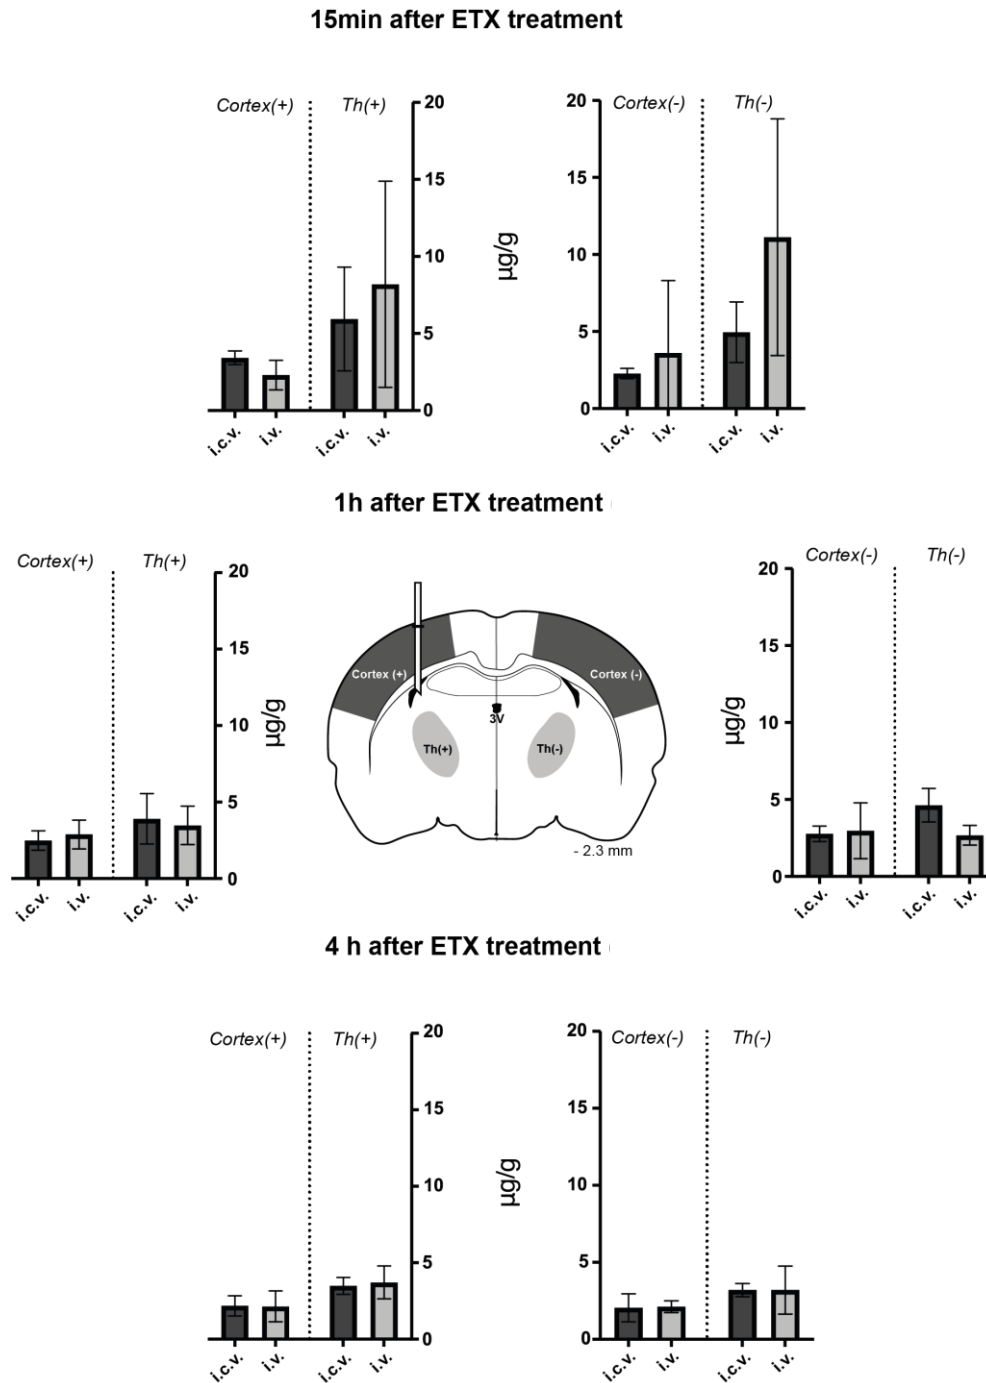 15min after ETX treatment
Cortex(+) Th(+) 20
15
10
5
0
i.c.v. i.v. i.c.v. i.v.
µg/g
Cortex(-) Th(-)
20
15
10
5
0
i.c.v. i.v. i.c.v. i.v.
1h after ETX treatment
Cortex(+) Th(+) 20
15
10
5
0
i.c.v. i.v. i.c.v. i.v.
µg/g
Cortex (+) Cortex (-)
3V
Th(+) Th(-)
- 2.3 mm
µg/g
Cortex(-) Th(-)
20
15
10
5
0
i.c.v. i.v. i.c.v. i.v.
4 h after ETX treatment
Cortex(+) Th(+) 20
15
10
5
0
i.c.v. i.v. i.c.v. i.v.
µg/g
Cortex(-) Th(-)
20
15
10
5
0
i.c.v. i.v. i.c.v. i.v.